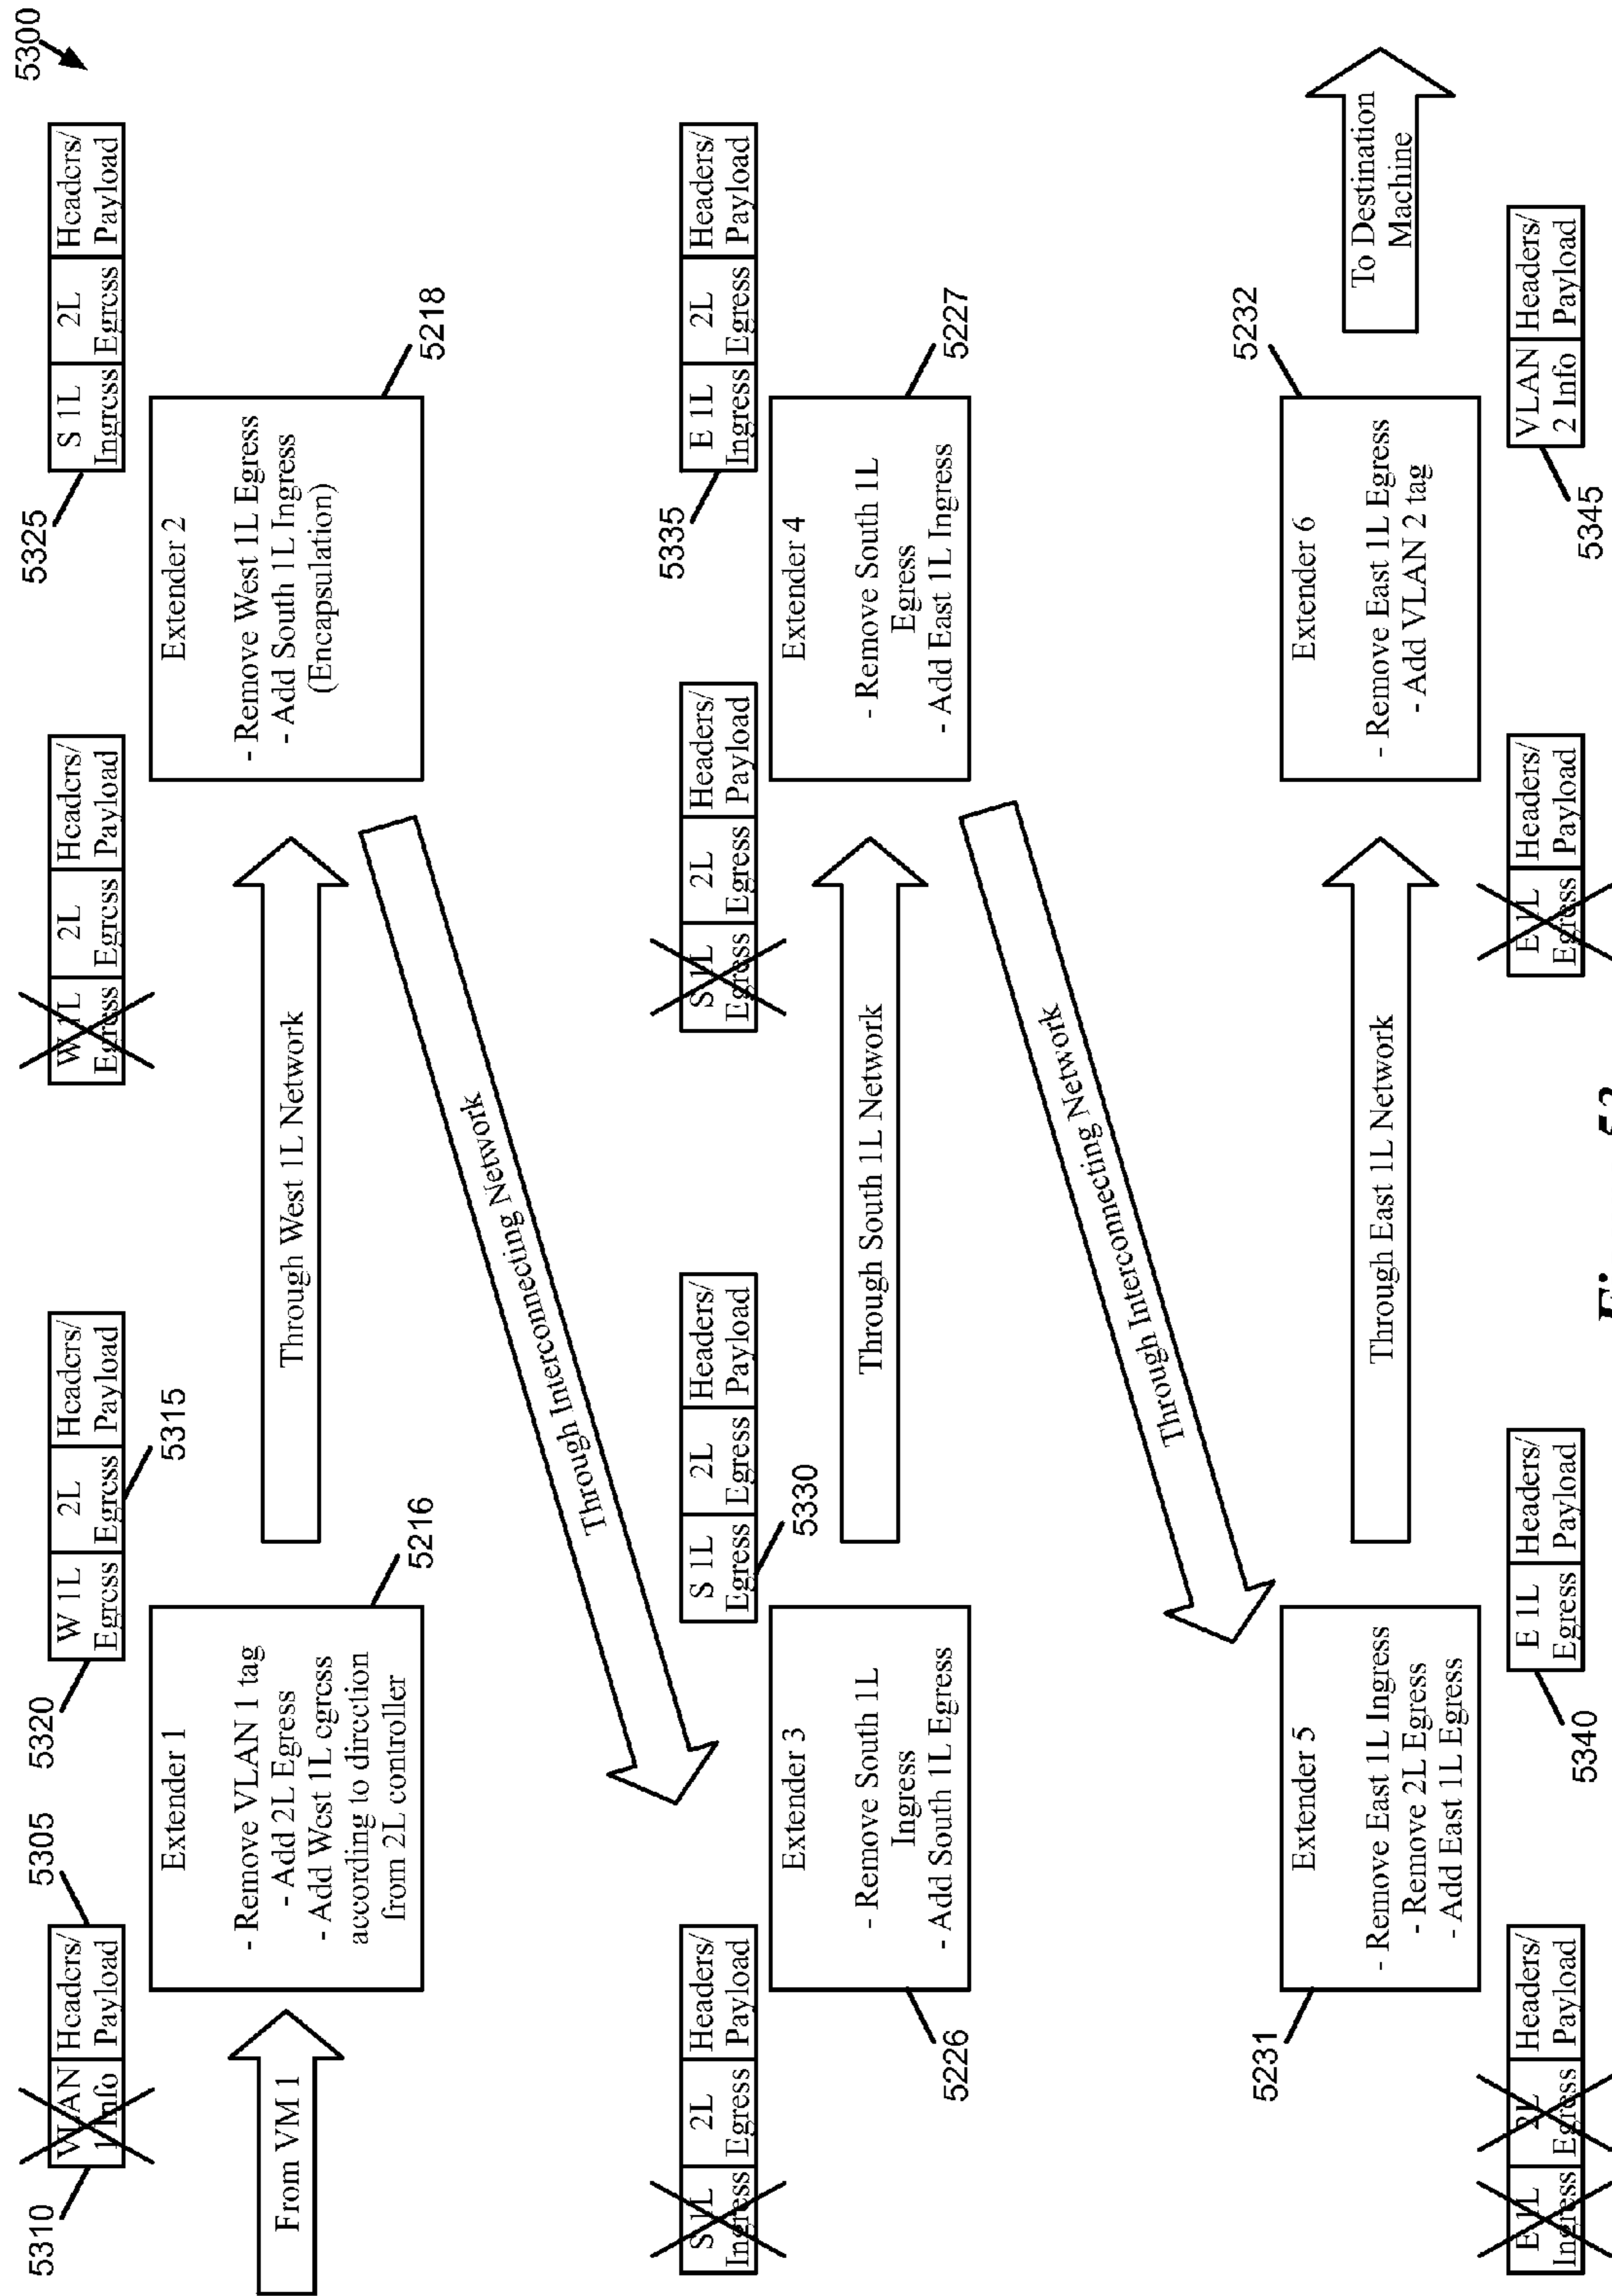 5300
5310
5305
5320
5325
VLAN
1 Info
Headers/
Payload
W 1L
Egress
2L
Egress
Headers/
Payload
5315
W 1L
Egress
2L
Egress
Headers/
Payload
S 1L
Ingress
2L
Egress
Headers/
Payload
From VM 1
Extender 1
- Remove VLAN 1 tag
- Add 2L Egress
- Add West 1L egress
according to direction
from 2L controller
5216
Through West 1L Network
Extender 2
- Remove West 1L Egress
- Add South 1L Ingress
(Encapsulation)
5218
Through Interconnecting Network
S 1L
Ingress
2L
Egress
Headers/
Payload
S 1L
Egress
2L
Egress
Headers/
Payload
5330
S 1L
Egress
2L
Egress
Headers/
Payload
5335
E 1L
Ingress
2L
Egress
Headers/
Payload
Extender 3
- Remove South 1L
Ingress
- Add South 1L Egress
5226
Through South 1L Network
Extender 4
- Remove South 1L
Egress
- Add East 1L Ingress
5227
Through Interconnecting Network
5231
Extender 5
- Remove East 1L Ingress
- Remove 2L Egress
- Add East 1L Egress
Through East 1L Network
5232
Extender 6
- Remove East 1L Egress
- Add VLAN 2 tag
To Destination
Machine
E 1L
Ingress
2L
Egress
Headers/
Payload
5340
E 1L
Egress
Headers/
Payload
E 1L
Egress
Headers/
Payload
VLAN
2 Info
Headers/
Payload
5345